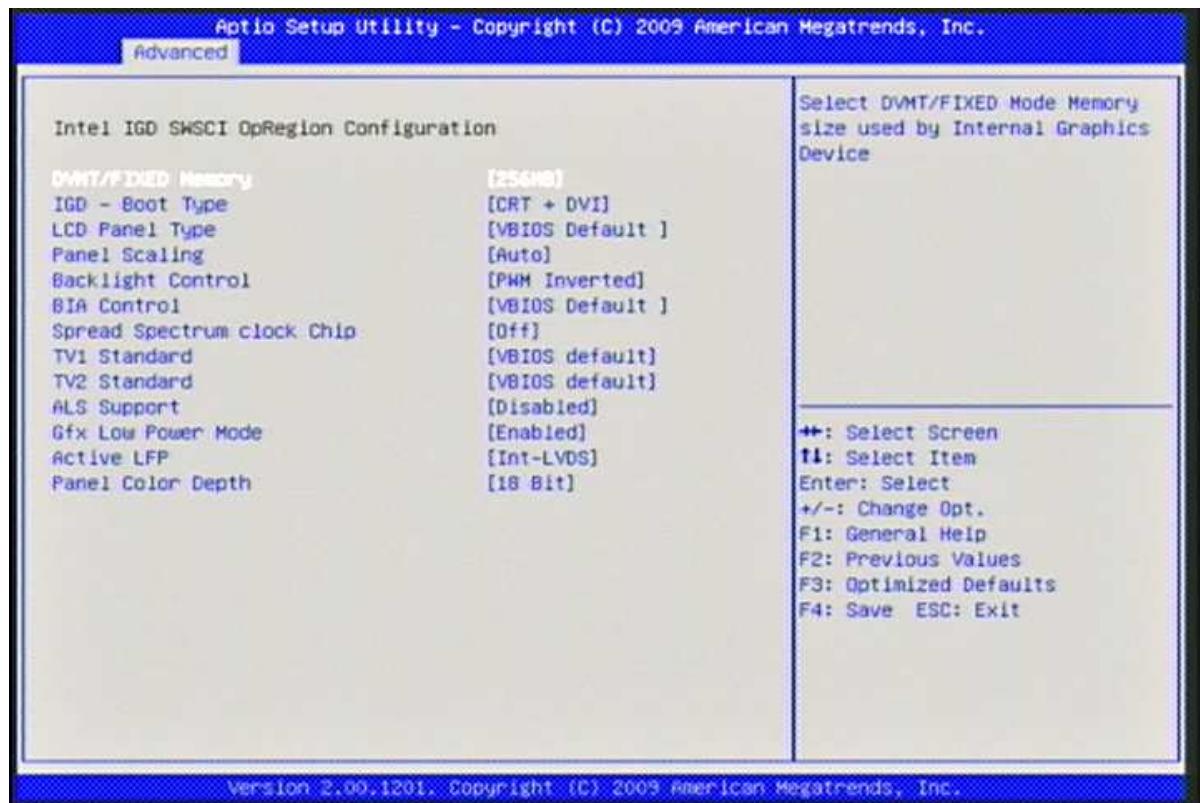 Aptio Setup Utility - Copyright (C) 2009 American Megatrends, Inc.
Advanced
Intel IGD SWSCI OpRegion Configuration
DVMT/FIXED Memory [256MB]
IGD - Boot Type [CRT + DVI]
LCD Panel Type [VBIOS Default ]
Panel Scaling [Auto]
Backlight Control [PWM Inverted]
BIA Control [VBIOS Default ]
Spread Spectrum clock Chip [Off]
TV1 Standard [VBIOS default]
TV2 Standard [VBIOS default]
ALS Support [Disabled]
Gfx Low Power Mode [Enabled]
Active LFP [Int-LVDS]
Panel Color Depth [18 Bit]
Select DVMT/FIXED Mode Memory
size used by Internal Graphics
Device
→←: Select Screen
↑↓: Select Item
Enter: Select
+/-: Change Opt.
F1: General Help
F2: Previous Values
F3: Optimized Defaults
F4: Save ESC: Exit
Version 2.00.1201. Copyright (C) 2009 American Megatrends, Inc.